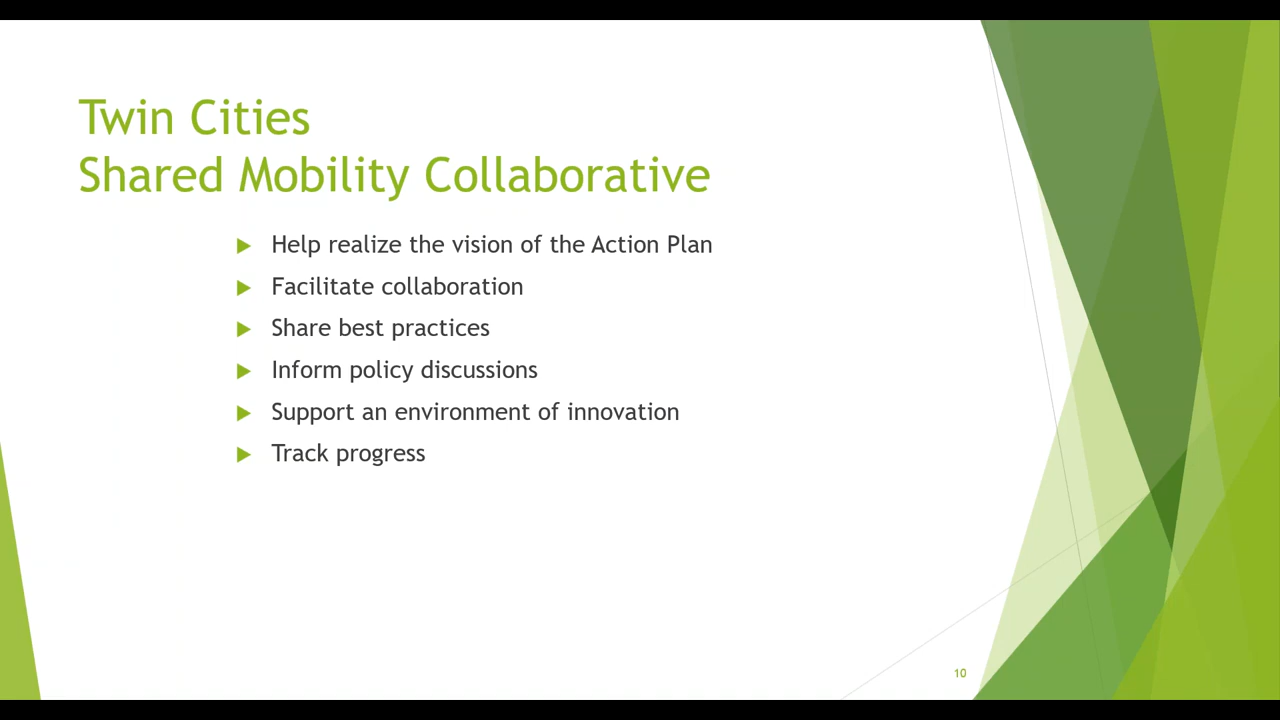 Twin Cities
Shared Mobility Collaborative
Help realize the vision of the Action Plan
Facilitate collaboration
Share best practices
Inform policy discussions
Support an environment of innovation
Track progress
10